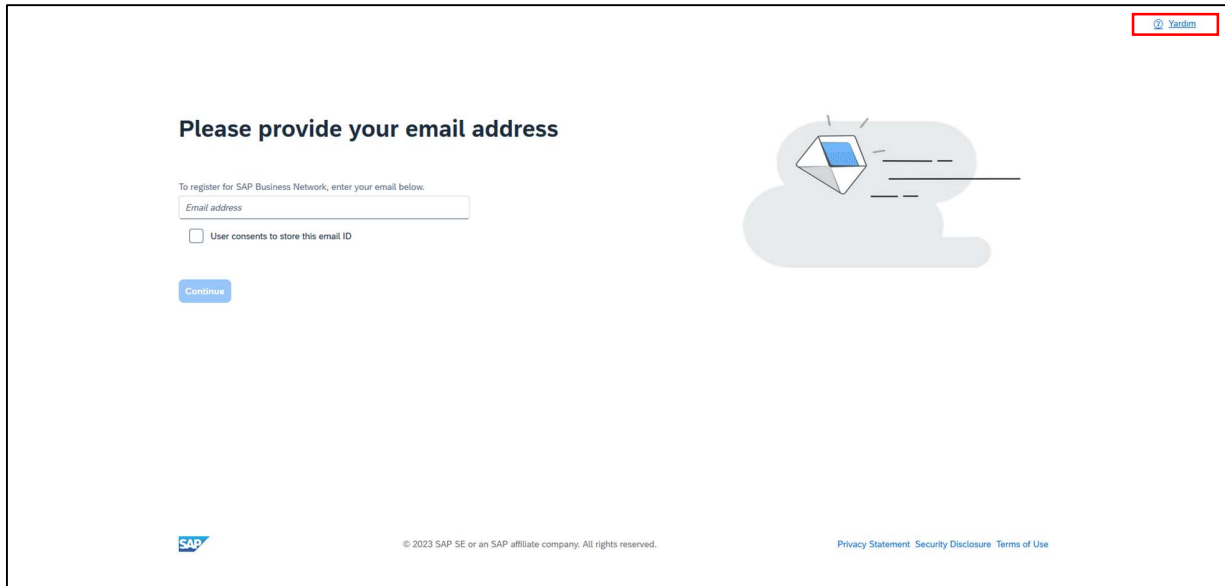 Yardım
Please provide your email address
To register for SAP Business Network, enter your email below.
Email address
User consents to store this email ID
Continue
SAP
© 2023 SAP SE or an SAP affiliate company. All rights reserved.
Privacy Statement Security Disclosure Terms of Use